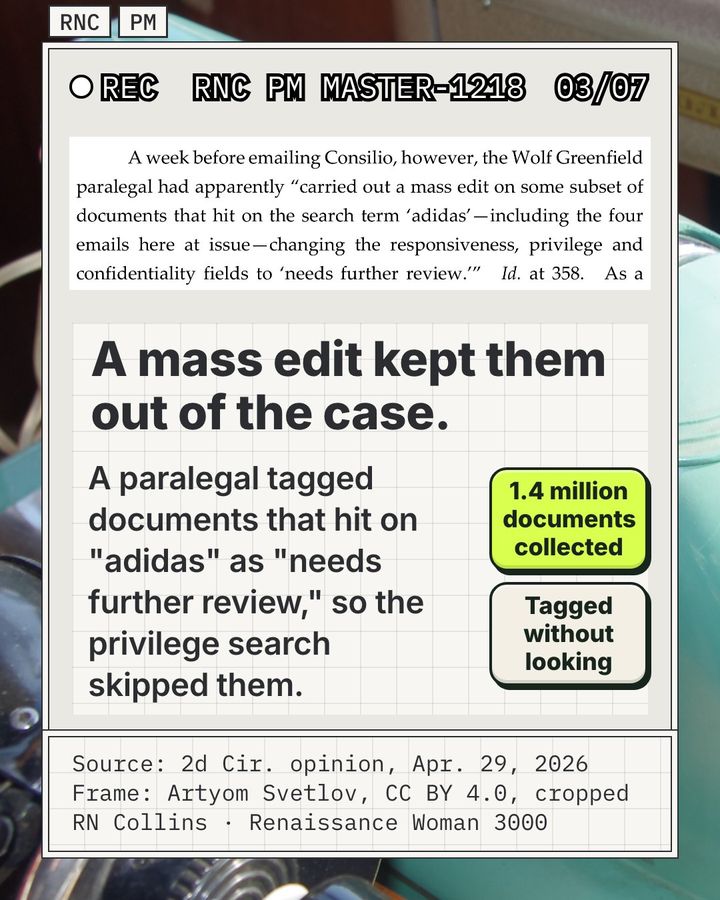 RNC PM
REC RNC PM MASTER-1218 03/07
A week before emailing Consilio, however, the Wolf Greenfield
paralegal had apparently “carried out a mass edit on some subset of
documents that hit on the search term ‘adidas’—including the four
emails here at issue—changing the responsiveness, privilege and
confidentiality fields to ‘needs further review.’” Id. at 358. As a
A mass edit kept them
out of the case.
A paralegal tagged
documents that hit on
"adidas" as "needs
further review," so the
privilege search
skipped them.
1.4 million
documents
collected
Tagged
without
looking
Source: 2d Cir. opinion, Apr. 29, 2026
Frame: Artyom Svetlov, CC BY 4.0, cropped
RN Collins · Renaissance Woman 3000